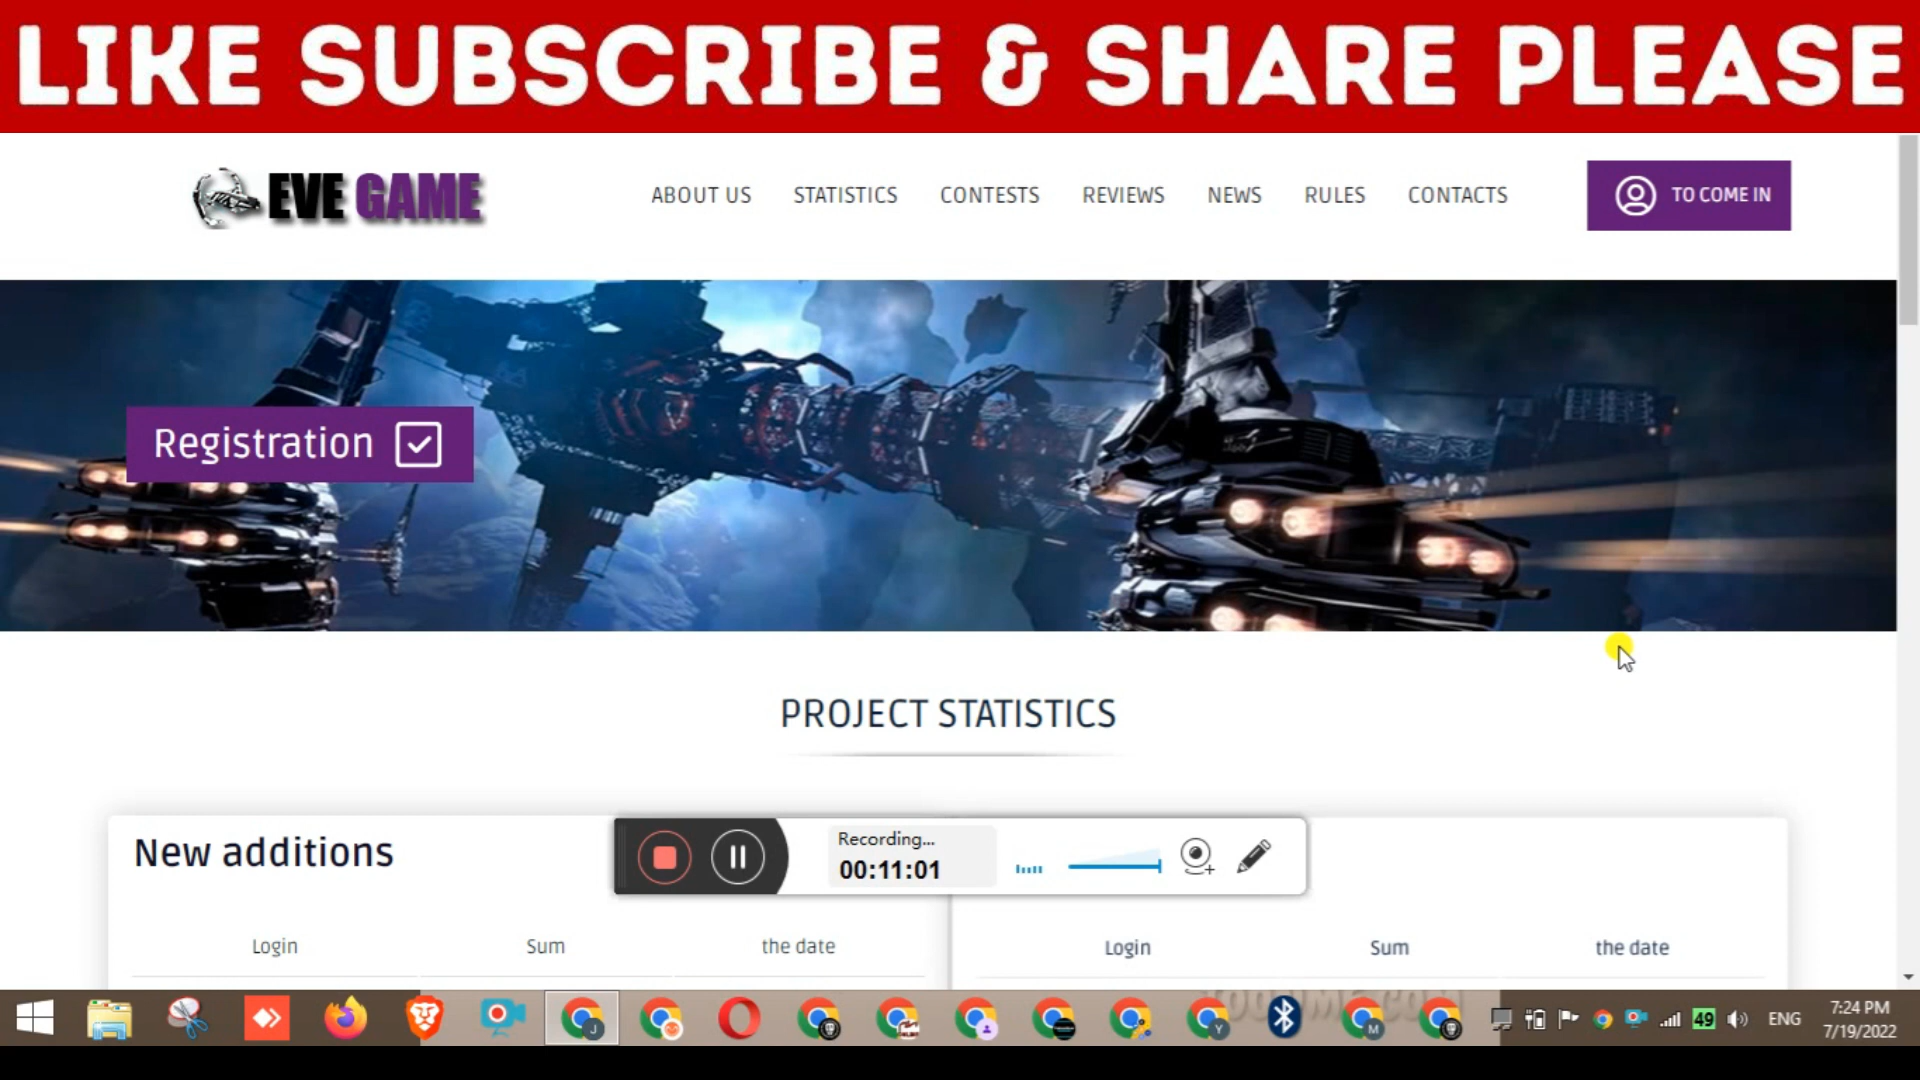 LIKE SUBSCRIBE & SHARE PLEASE
EVE GAME
ABOUT US STATISTICS CONTESTS REVIEWS NEWS RULES CONTACTS
TO COME IN
Registration
PROJECT STATISTICS
New additions
Recording...
00:11:01
Login Sum the date
Login Sum the date
49
ENG
7:24 PM
7/19/2022